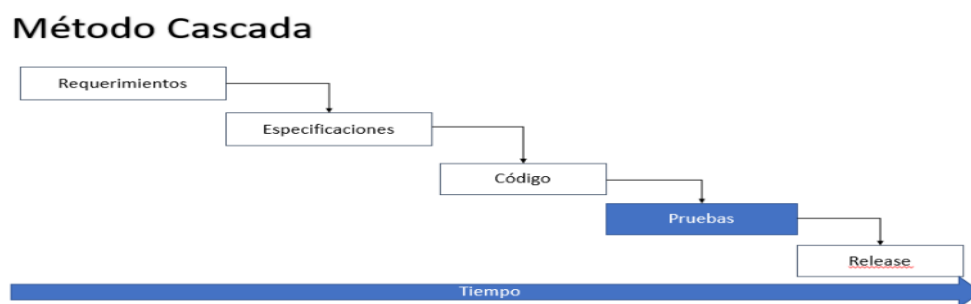 Método Cascada
Requerimientos
Especificaciones
Código
Pruebas
Release
Tiempo